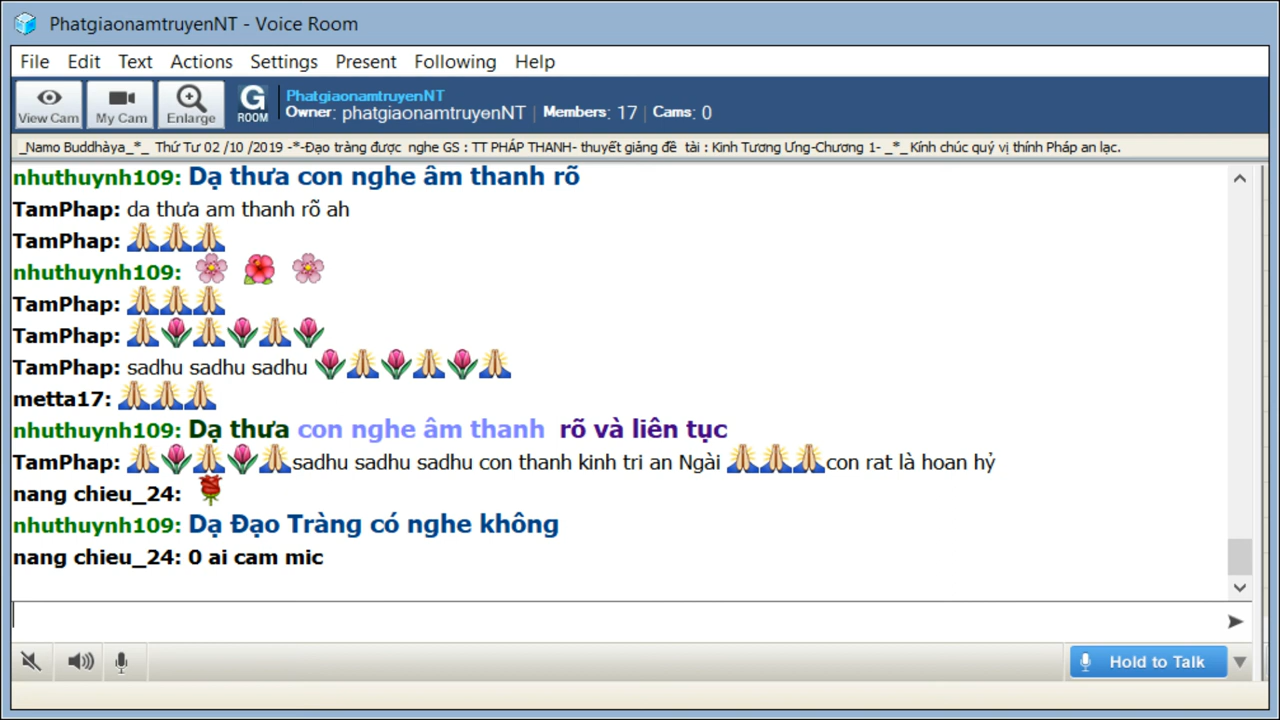 PhatgiaonamtruyenNT - Voice Room
File Edit Text Actions Settings Present Following Help
View Cam My Cam Enlarge G ROOM
PhatgiaonamtruyenNT
Owner: phatgiaonamtruyenNT | Members: 17 | Cams: 0
_Namo Buddhàya_*_ Thứ Tư 02 /10 /2019 -*-Đạo tràng được nghe GS : TT PHÁP THANH- thuyết giảng đề tài : Kinh Tương Ưng-Chương 1- _*_ Kính chúc quý vị thính Pháp an lạc.
nhuthuynh109: Dạ thưa con nghe âm thanh rõ
TamPhap: da thưa am thanh rõ ah
TamPhap: 🙏🙏🙏
nhuthuynh109: 🌸 🌺 🌸
TamPhap: 🙏🙏🙏
TamPhap: 🙏🌷🙏🌷🙏🌷
TamPhap: sadhu sadhu sadhu 🌷🙏🌷🙏🌷🙏
metta17: 🙏🙏🙏
nhuthuynh109: Dạ thưa con nghe âm thanh rõ và liên tục
TamPhap: 🙏🌷🙏🌷🙏sadhu sadhu sadhu con thanh kinh tri an Ngài 🙏🙏🙏con rat là hoan hỷ
nang chieu_24: 🌹
nhuthuynh109: Dạ Đạo Tràng có nghe không
nang chieu_24: 0 ai cam mic
Hold to Talk